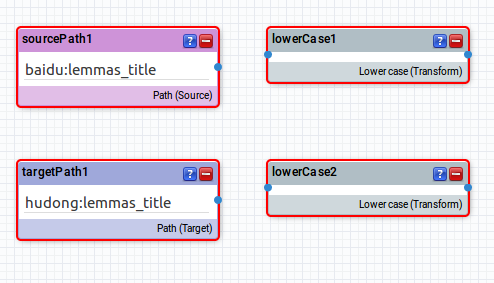 sourcePath1
?
baidu:lemmas_title
Path (Source)
lowerCase1
?
Lower case (Transform)
targetPath1
?
hudong:lemmas_title
Path (Target)
lowerCase2
?
Lower case (Transform)